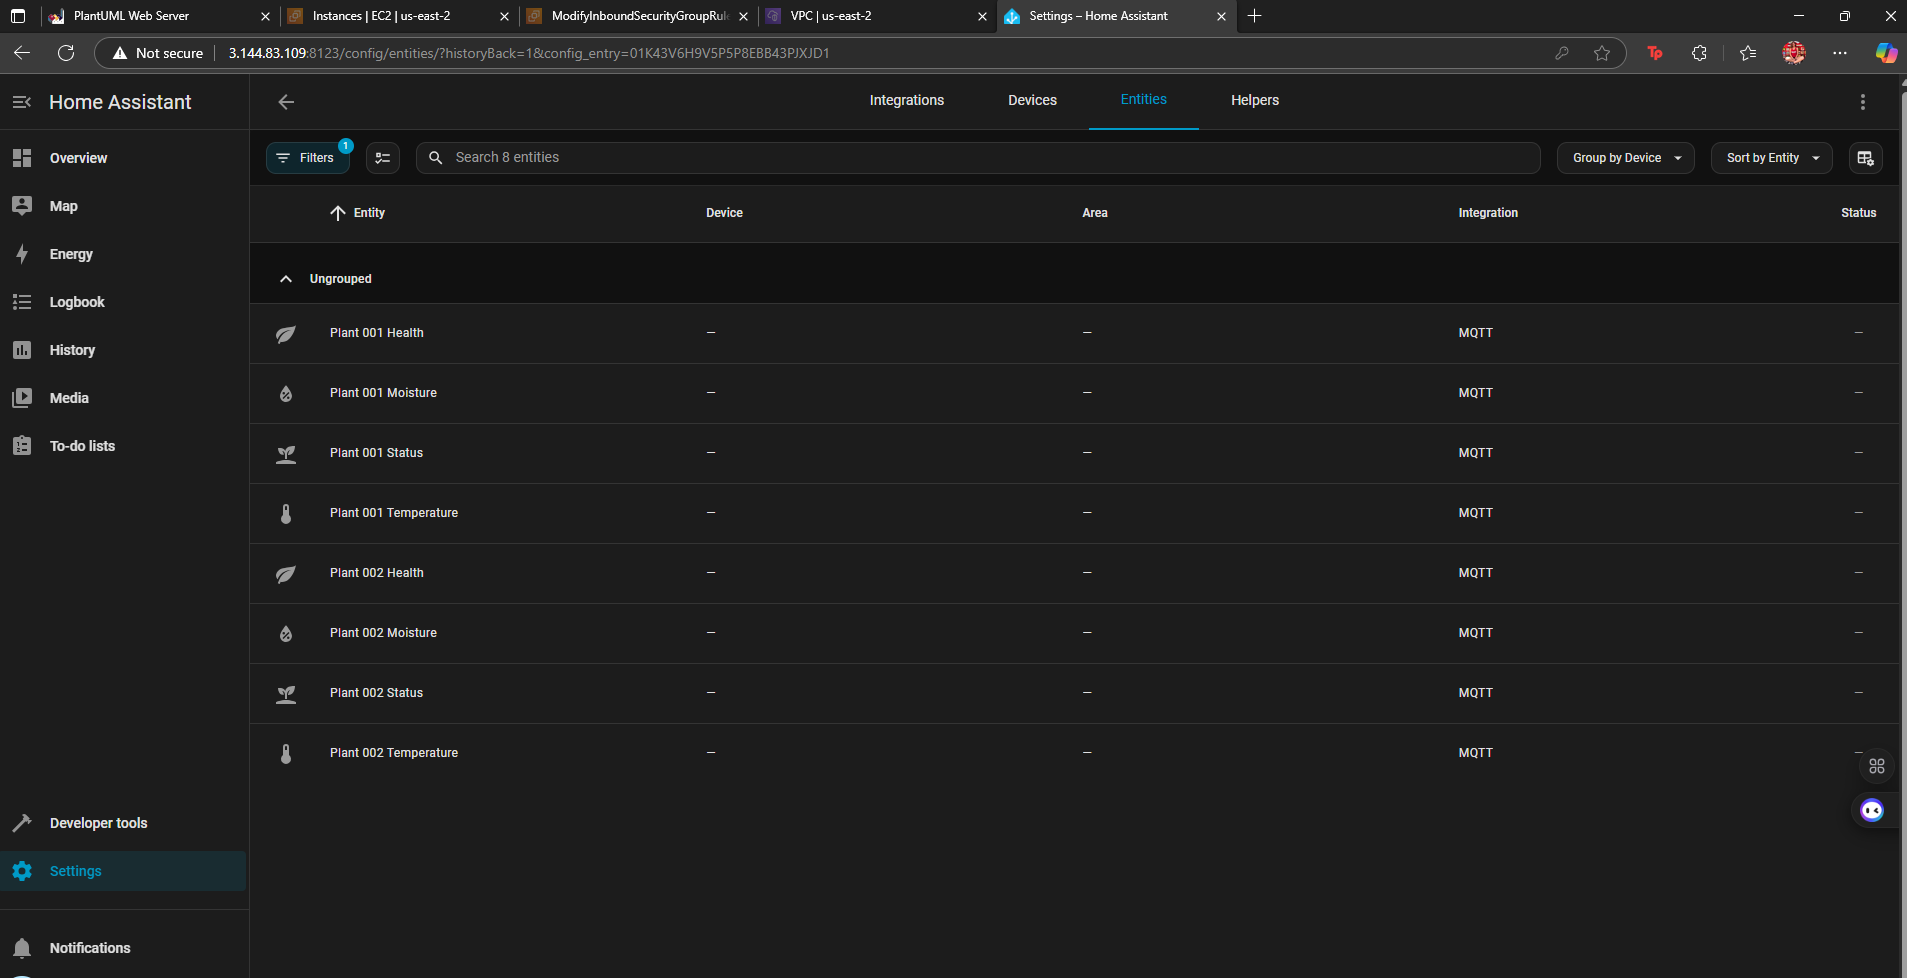 PlantUML Web Server
Instances | EC2 | us-east-2
ModifyInboundSecurityGroupRul
VPC | us-east-2
Settings – Home Assistant
Not secure
3.144.83.109:8123/config/entities/?historyBack=1&config_entry=01K43V6H9V5P5P8EBB43PJXJD1
Tp
Home Assistant
Integrations
Devices
Entities
Helpers
Overview
Map
Energy
Logbook
History
Media
To-do lists
Developer tools
Settings
Notifications
Filters
1
Search 8 entities
Group by Device
Sort by Entity
Entity Device Area Integration Status
Ungrouped
Plant 001 Health — — MQTT —
Plant 001 Moisture — — MQTT —
Plant 001 Status — — MQTT —
Plant 001 Temperature — — MQTT —
Plant 002 Health — — MQTT —
Plant 002 Moisture — — MQTT —
Plant 002 Status — — MQTT —
Plant 002 Temperature — — MQTT —